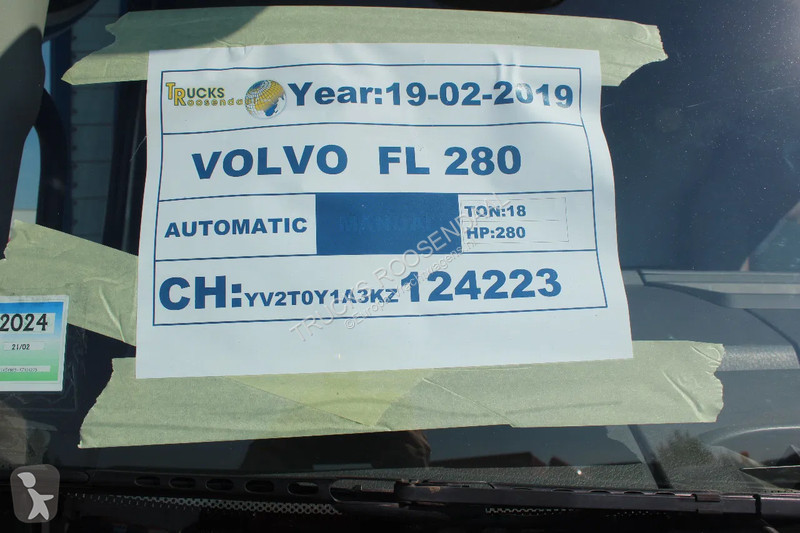 TRUCKS
Roosendaal
Year:19-02-2019
VOLVO FL 280
AUTOMATIC
MANUAL
TON:18
HP:280
CH:YV2T0Y1A3KZ124223
TRUCKS ROOSENDAAL
2024
21/02